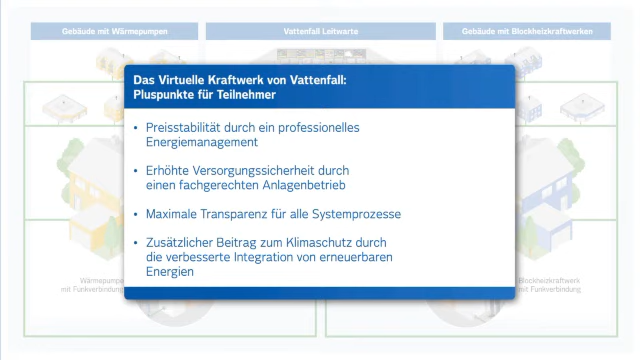 Gebäude mit Wärmepumpen
Vattenfall Leitwarte
Gebäude mit Blockheizkraftwerken
Das Virtuelle Kraftwerk von Vattenfall:
Pluspunkte für Teilnehmer
• Preisstabilität durch ein professionelles
Energiemanagement
• Erhöhte Versorgungssicherheit durch
einen fachgerechten Anlagenbetrieb
• Maximale Transparenz für alle Systemprozesse
• Zusätzlicher Beitrag zum Klimaschutz durch
die verbesserte Integration von erneuerbaren
Energien
Wärmepumpe
mit Funkverbindung
Blockheizkraftwerk
mit Funkverbindung